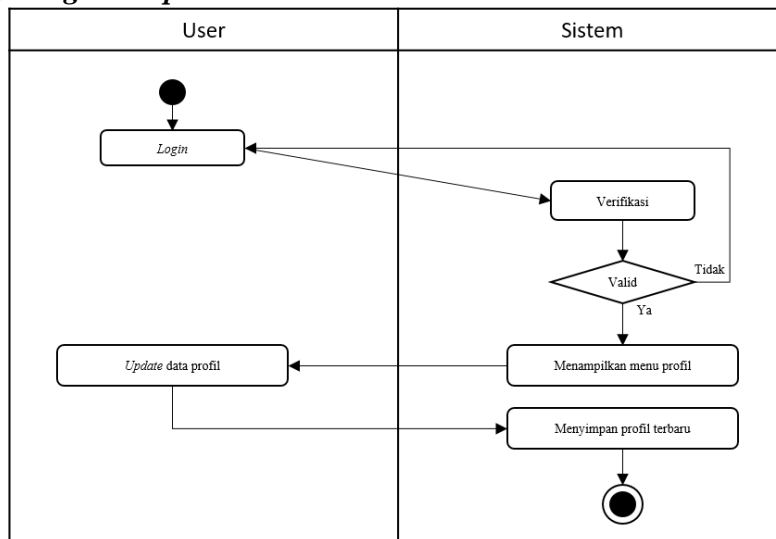 User
Sistem
Login
Verifikasi
Valid
Tidak
Ya
Update data profil
Menampilkan menu profil
Menyimpan profil terbaru